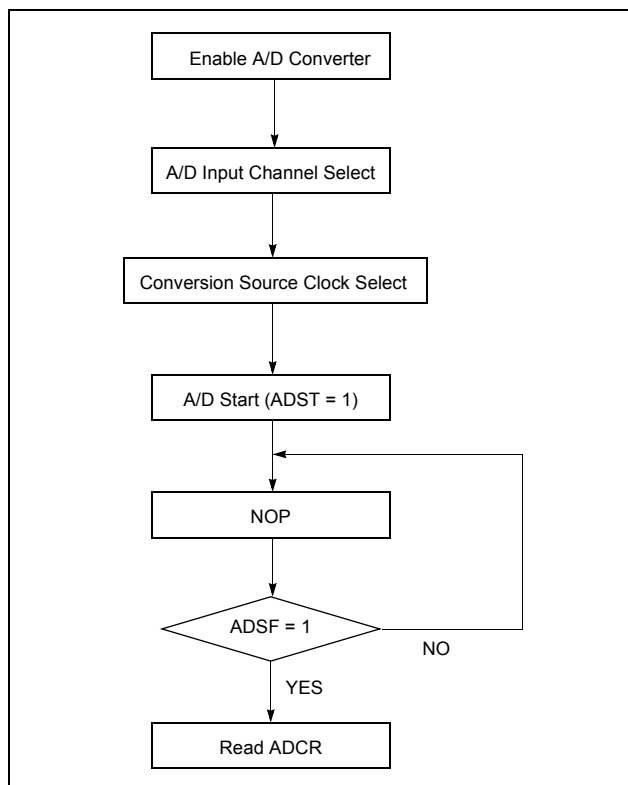 Enable A/D Converter
A/D Input Channel Select
Conversion Source Clock Select
A/D Start (ADST = 1)
NOP
ADSF = 1
NO
YES
Read ADCR